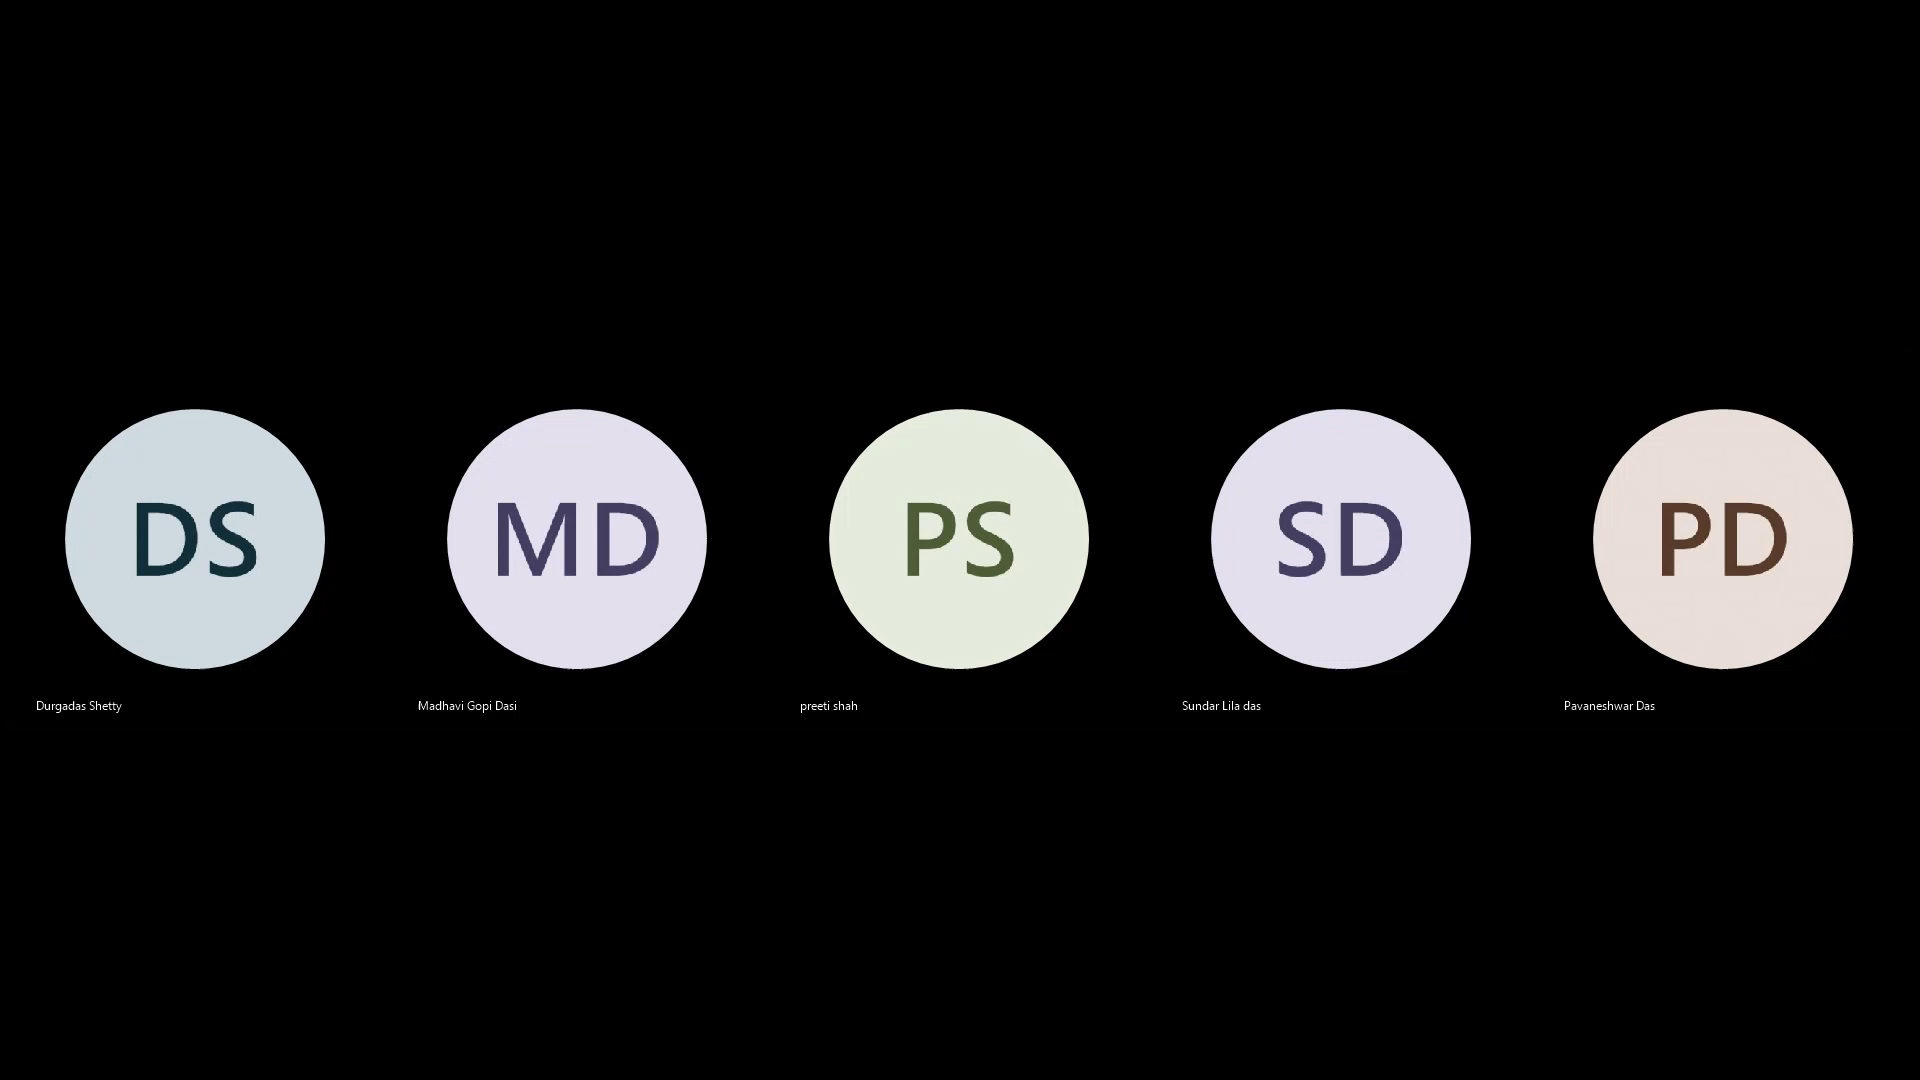 DS
MD
PS
SD
PD
Durgadas Shetty
Madhavi Gopi Dasi
preeti shah
Sundar Lila das
Pavaneshwar Das